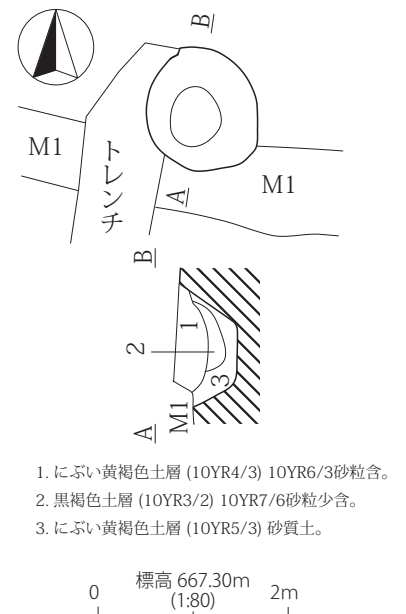 B
M1
トレンチ
A
M1
B
1
2
3
A
M1
1. にぶい黄褐色土層 (10YR4/3) 10YR6/3砂粒含。
2. 黒褐色土層 (10YR3/2) 10YR7/6砂粒少含。
3. にぶい黄褐色土層 (10YR5/3) 砂質土。
標高 667.30m
0 (1:80) 2m